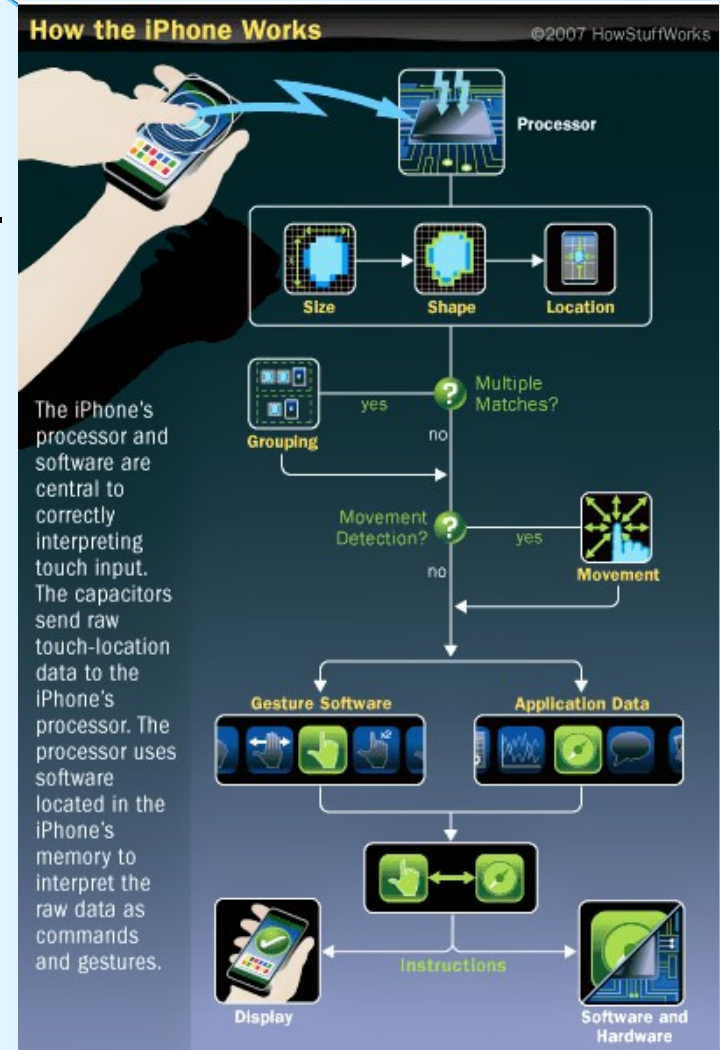 How the iPhone Works
©2007 HowStuffWorks
Processor
Size
Shape
Location
Multiple
Matches?
yes
no
Grouping
The iPhone's
processor and
software are
central to
correctly
interpreting
touch input.
The capacitors
send raw
touch-location
data to the
iPhone's
processor. The
processor uses
software
located in the
iPhone's
memory to
interpret the
raw data as
commands
and gestures.
Movement
Detection?
yes
no
Movement
Gesture Software
Application Data
x2
Instructions
Display
Software and
Hardware